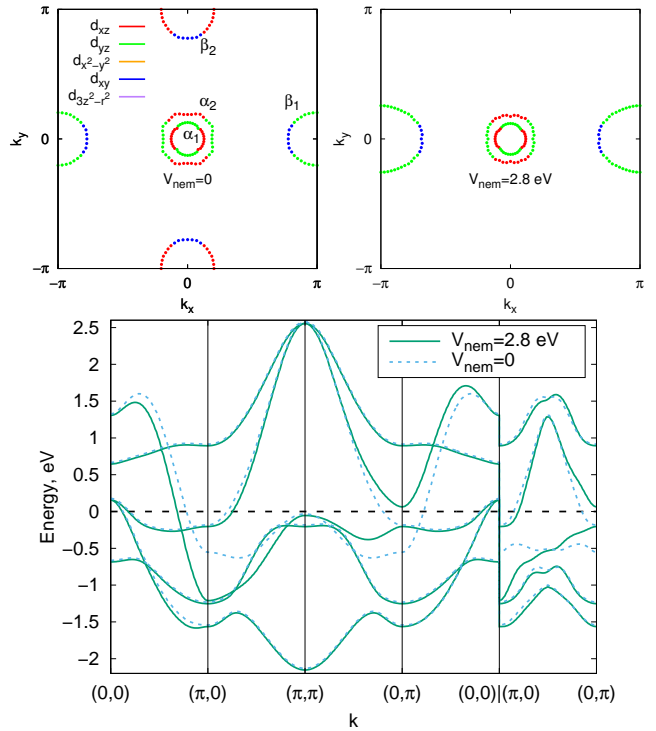 π
d_xz
d_yz
d_x²−y²
d_xy
d_3z²−r²
β₂
α₂
β₁
α₁
k_y
0
V_nem=0
−π
−π
0
π
k_x
π
k_y
0
V_nem=2.8 eV
−π
−π
0
π
k_x
2.5
2
1.5
1
0.5
0
−0.5
−1
−1.5
−2
Energy, eV
V_nem=2.8 eV
V_nem=0
(0,0)
(π,0)
(π,π)
(0,π)
(0,0)|(π,0)
(0,π)
k